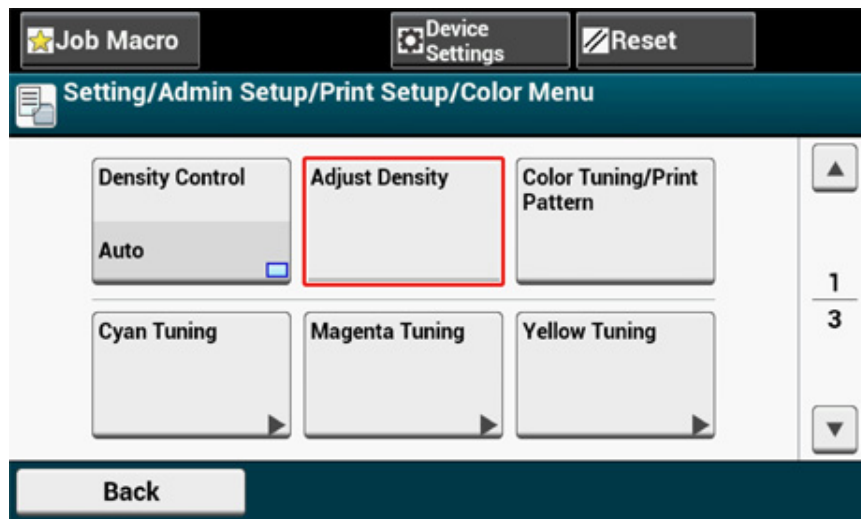 Job Macro
Device
Settings
Reset
Setting/Admin Setup/Print Setup/Color Menu
Density Control
Auto
Adjust Density
Color Tuning/Print
Pattern
1
3
Cyan Tuning
Magenta Tuning
Yellow Tuning
Back